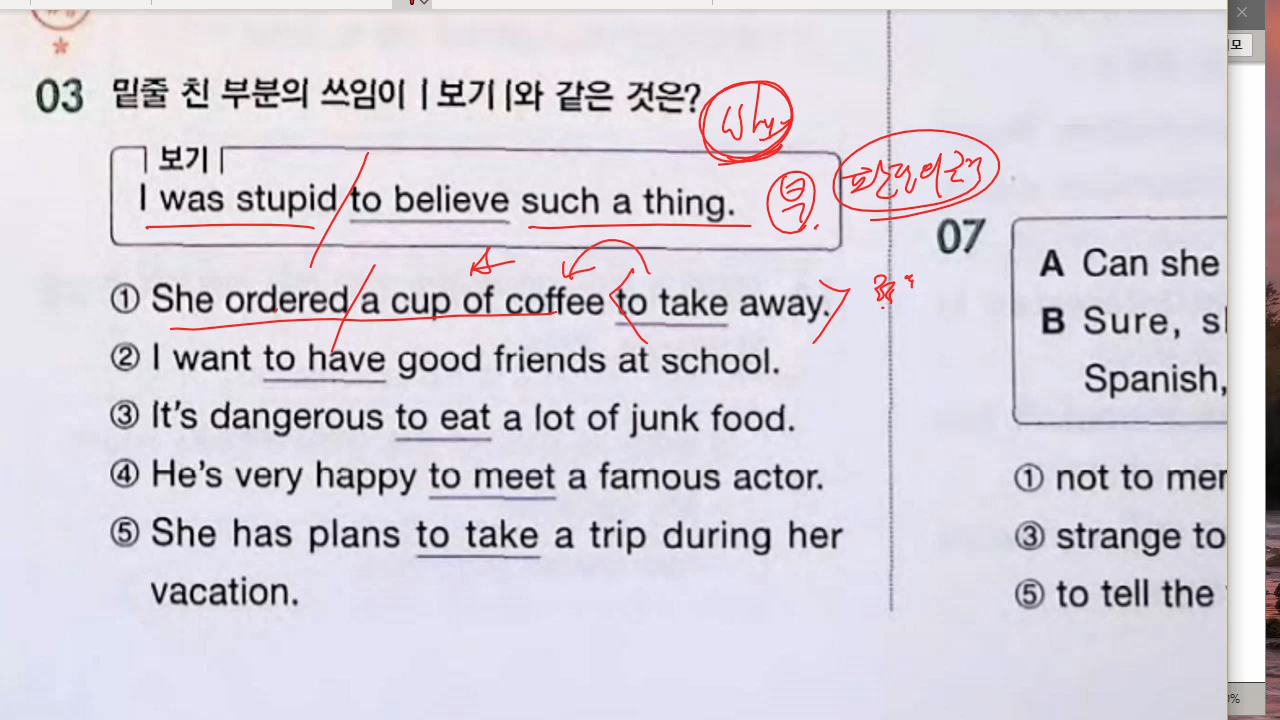 03 밑줄 친 부분의 쓰임이 |보기|와 같은 것은?
Why
보기
I was stupid to believe such a thing.
부.
판단의 근거
① She ordered a cup of coffee to take away.
② I want to have good friends at school.
③ It's dangerous to eat a lot of junk food.
④ He's very happy to meet a famous actor.
⑤ She has plans to take a trip during her
vacation.
07
A Can she
B Sure, sl
Spanish,
① not to mer
③ strange to
⑤ to tell the